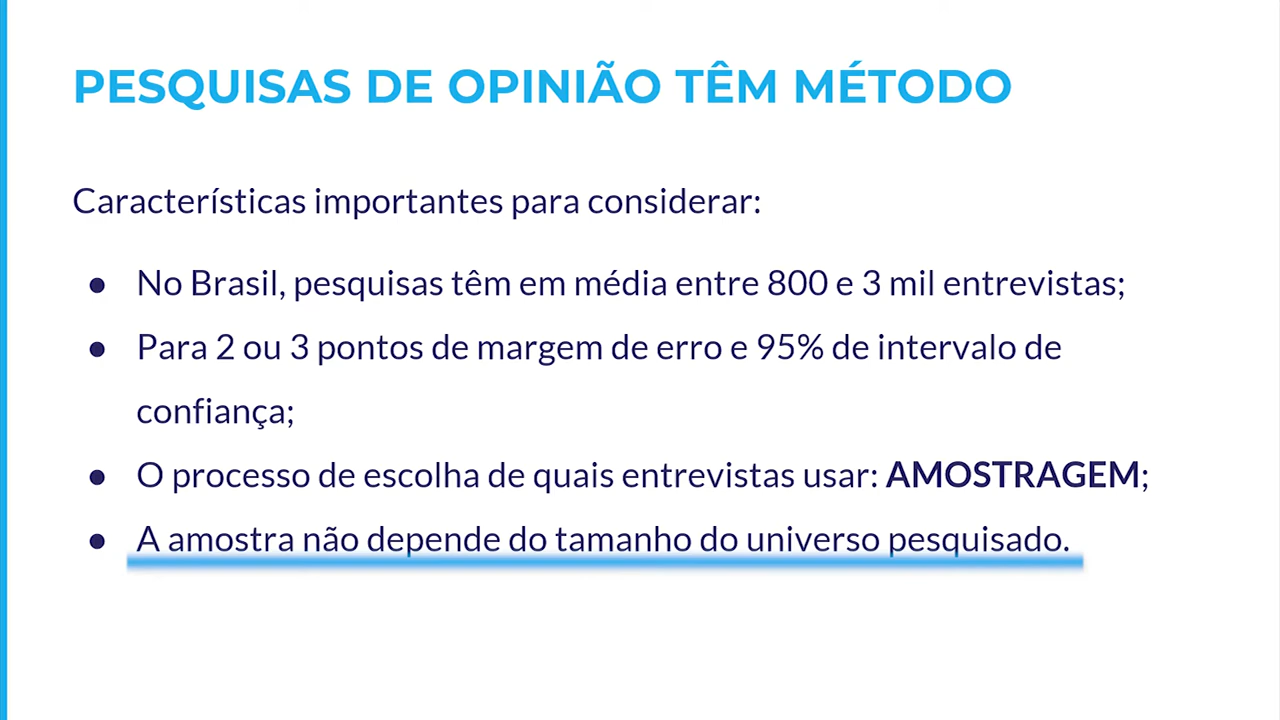 PESQUISAS DE OPINIÃO TÊM MÉTODO
Características importantes para considerar:
● No Brasil, pesquisas têm em média entre 800 e 3 mil entrevistas;
● Para 2 ou 3 pontos de margem de erro e 95% de intervalo de
confiança;
● O processo de escolha de quais entrevistas usar: AMOSTRAGEM;
● A amostra não depende do tamanho do universo pesquisado.